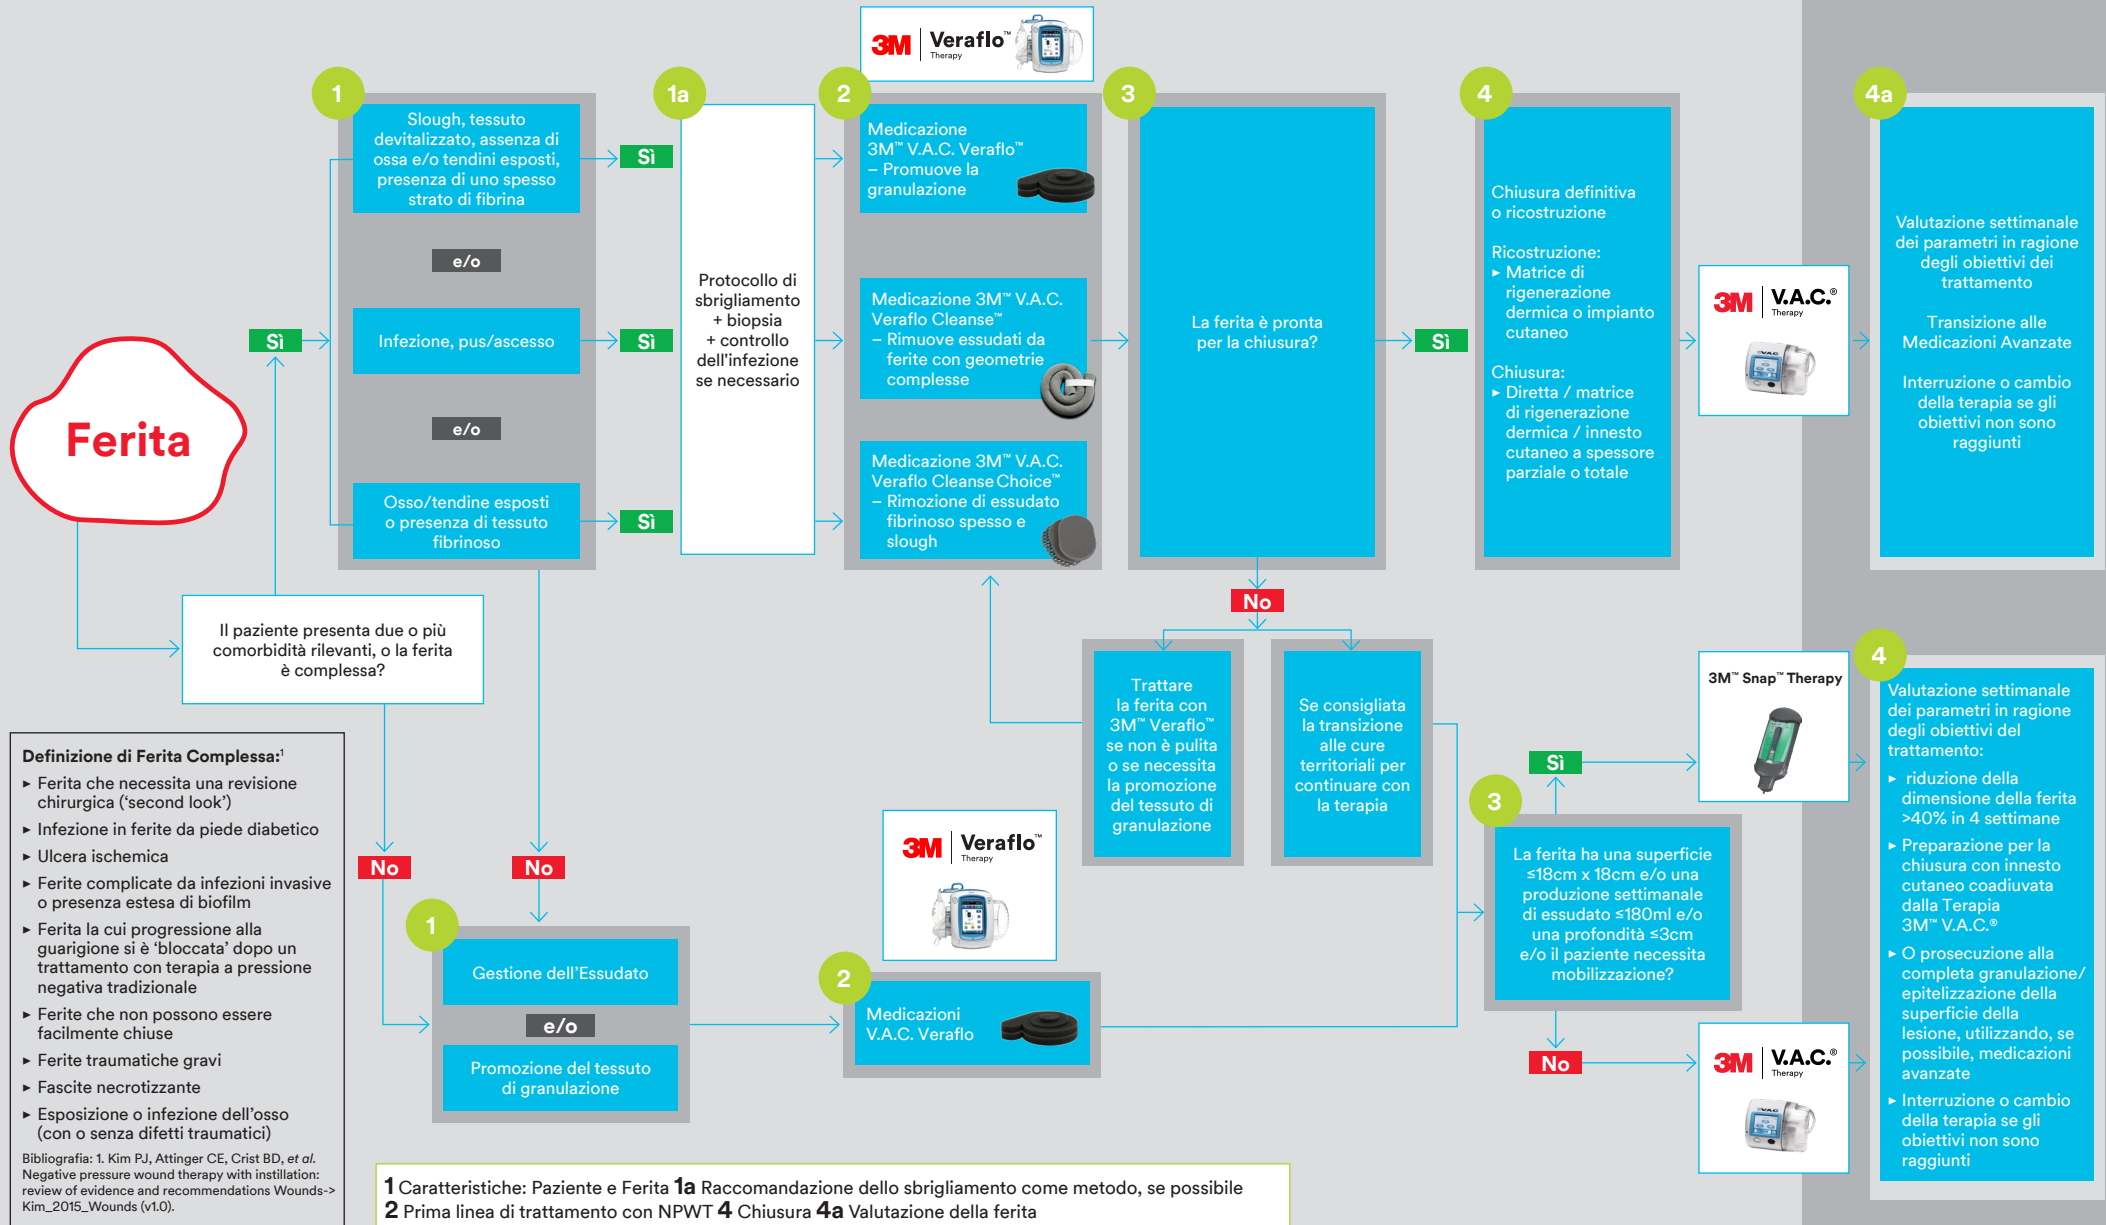 3M Veraflo™
Therapy
1
Slough, tessuto
devitalizzato, assenza di
ossa e/o tendini esposti,
presenza di uno spesso
strato di fibrina
e/o
Infezione, pus/ascesso
e/o
Osso/tendine esposti
o presenza di tessuto
fibrinoso
Sì
Sì
Sì
Sì
Ferita
Il paziente presenta due o più
comorbidità rilevanti, o la ferita
è complessa?
1a
Protocollo di
sbrigliamento
+ biopsia
+ controllo
dell'infezione
se necessario
2
Medicazione
3M™ V.A.C. Veraflo™
– Promuove la
granulazione
Medicazione 3M™ V.A.C.
Veraflo Cleanse™
– Rimuove essudati da
ferite con geometrie
complesse
Medicazione 3M™ V.A.C.
Veraflo Cleanse Choice™
– Rimozione di essudato
fibrinoso spesso e
slough
3
La ferita è pronta
per la chiusura?
Sì
4
Chiusura definitiva
o ricostruzione
Ricostruzione:
▸ Matrice di
rigenerazione
dermica o impianto
cutaneo
Chiusura:
▸ Diretta / matrice
di rigenerazione
dermica / innesto
cutaneo a spessore
parziale o totale
3M V.A.C.®
Therapy
4a
Valutazione settimanale
dei parametri in ragione
degli obiettivi dei
trattamento
Transizione alle
Medicazioni Avanzate
Interruzione o cambio
della terapia se gli
obiettivi non sono
raggiunti
No
Trattare
la ferita con
3M™ Veraflo™
se non è pulita
o se necessita
la promozione
del tessuto di
granulazione
Se consigliata
la transizione
alle cure
territoriali per
continuare con
la terapia
Definizione di Ferita Complessa:¹
▸ Ferita che necessita una revisione
chirurgica (‘second look’)
▸ Infezione in ferite da piede diabetico
▸ Ulcera ischemica
▸ Ferite complicate da infezioni invasive
o presenza estesa di biofilm
▸ Ferita la cui progressione alla
guarigione si è ‘bloccata’ dopo un
trattamento con terapia a pressione
negativa tradizionale
▸ Ferite che non possono essere
facilmente chiuse
▸ Ferite traumatiche gravi
▸ Fascite necrotizzante
▸ Esposizione o infezione dell’osso
(con o senza difetti traumatici)
Bibliografia: 1. Kim PJ, Attinger CE, Crist BD, et al.
Negative pressure wound therapy with instillation:
review of evidence and recommendations Wounds->
Kim_2015_Wounds (v1.0).
No
No
1
Gestione dell’Essudato
e/o
Promozione del tessuto
di granulazione
3M Veraflo™
Therapy
2
Medicazioni
V.A.C. Veraflo
3
La ferita ha una superficie
≤18cm x 18cm e/o una
produzione settimanale
di essudato ≤180ml e/o
una profondità ≤3cm
e/o il paziente necessita
mobilizzazione?
Sì
No
3M™ Snap™ Therapy
3M V.A.C.®
Therapy
4
Valutazione settimanale
dei parametri in ragione
degli obiettivi del
trattamento:
▸ riduzione della
dimensione della ferita
>40% in 4 settimane
▸ Preparazione per la
chiusura con innesto
cutaneo coadiuvata
dalla Terapia
3M™ V.A.C.®
▸ O prosecuzione alla
completa granulazione/
epitelizzazione della
superficie della
lesione, utilizzando, se
possibile, medicazioni
avanzate
▸ Interruzione o cambio
della terapia se gli
obiettivi non sono
raggiunti
1 Caratteristiche: Paziente e Ferita 1a Raccomandazione dello sbrigliamento come metodo, se possibile
2 Prima linea di trattamento con NPWT 4 Chiusura 4a Valutazione della ferita